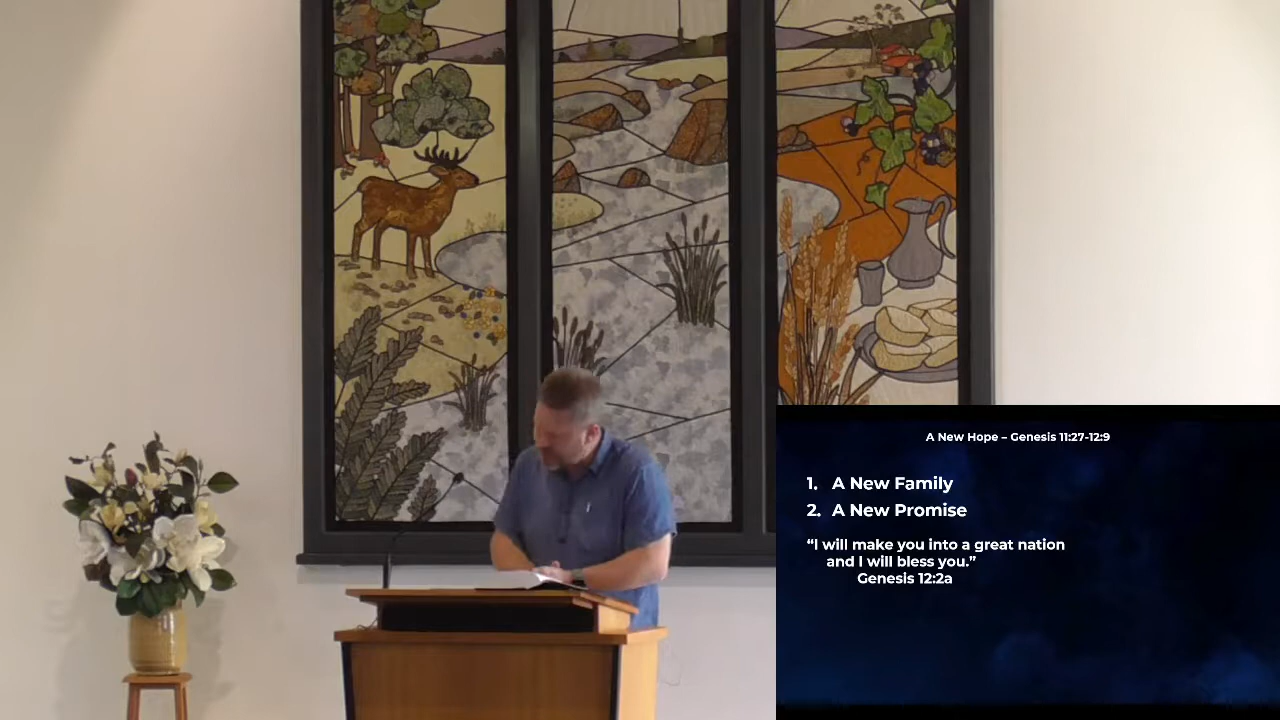 A New Hope – Genesis 11:27-12:9
1. A New Family
2. A New Promise
“I will make you into a great nation
and I will bless you.”
Genesis 12:2a